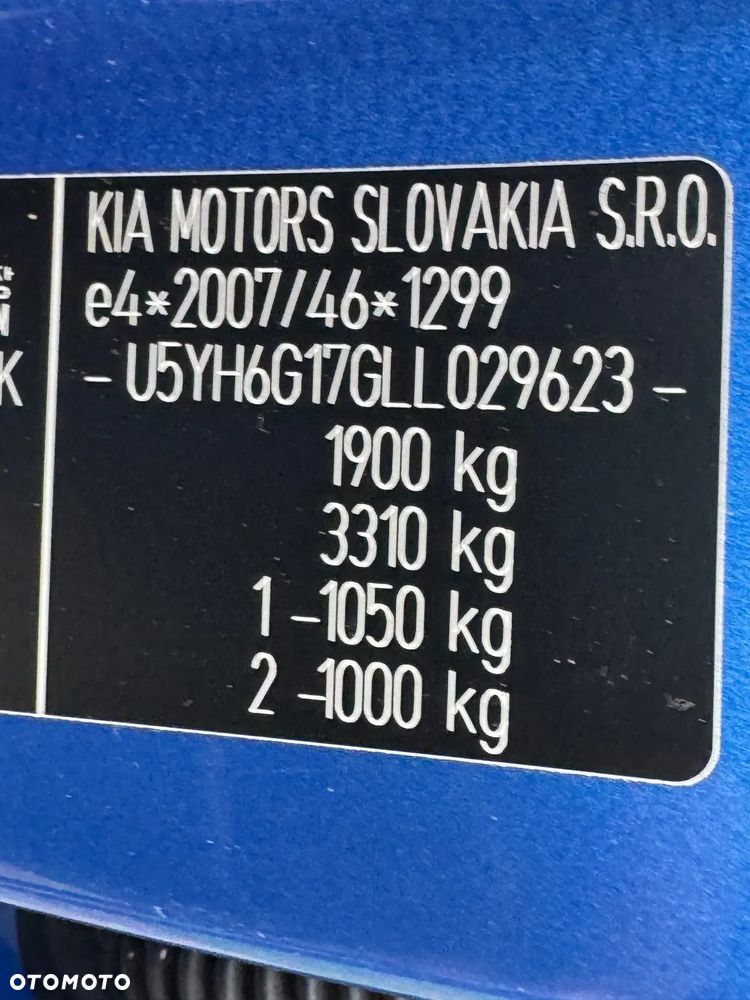 KIA MOTORS SLOVAKIA S.R.O.
e4*2007/46*1299
- U5YH6G17GLL029623 -
1900 kg
3310 kg
1 -1050 kg
2 -1000 kg
K
OTOMOTO